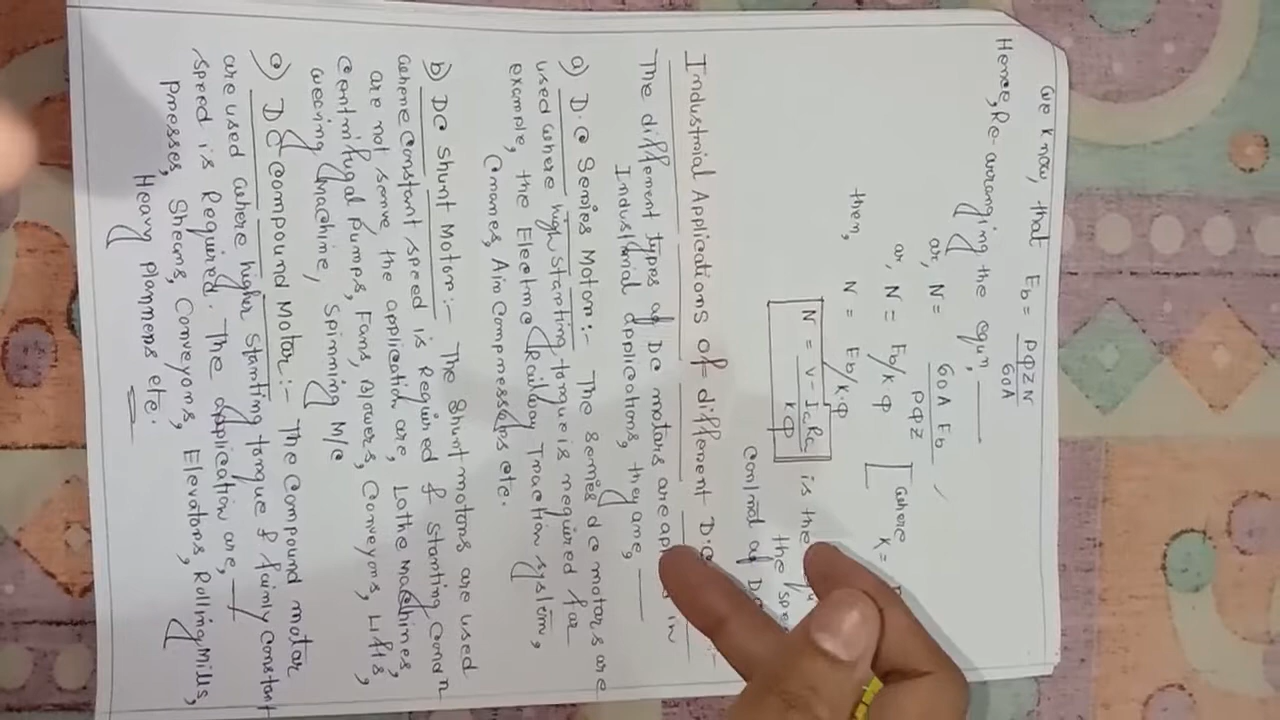 We know, that Eb = PΦZN / 60A
Hence, Re-arranging the equⁿ,
or, N = 60A Eb / PΦZ
or, N = Eb/K.Φ [where K =
then, N = Eb/K.Φ
N = V - IaRa / KΦ is the
the
control of
Industrial Applications of different D.C
The different types of DC motors are in
Industrial applications, they are,
a) D.C Series Motor:- The series dc motors are
used where high starting torque is required for
example, the Electric Railway Traction system,
Cranes, Air Compressors etc.
b) DC Shunt Motor:- The Shunt motors are used
where constant speed is Required & starting condn
are not serve the application are, Lathe machines,
Centrifugal Pumps, Fans, Blowers, Conveyors, Lifts,
weaving Machine, Spinning M/c
c) DC Compound Motor:- The Compound motor
are used where higher starting torque & fairly constant
speed is Required. The application are,
Presses, Shears, Conveyors, Elevators, Rolling Mills,
Heavy Planners etc.